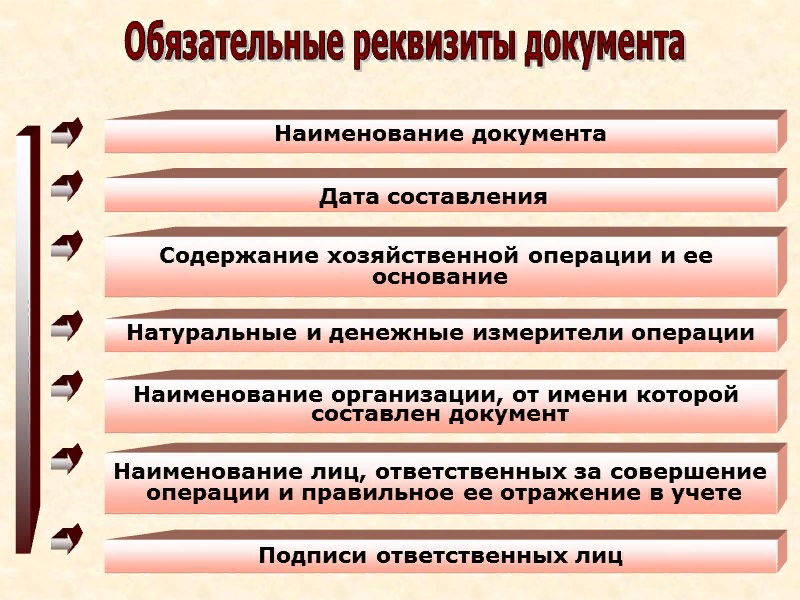 Обязательные реквизиты документа
Наименование документа
Дата составления
Содержание хозяйственной операции и ее
основание
Натуральные и денежные измерители операции
Наименование организации, от имени которой
составлен документ
Наименование лиц, ответственных за совершение
операции и правильное ее отражение в учете
Подписи ответственных лиц